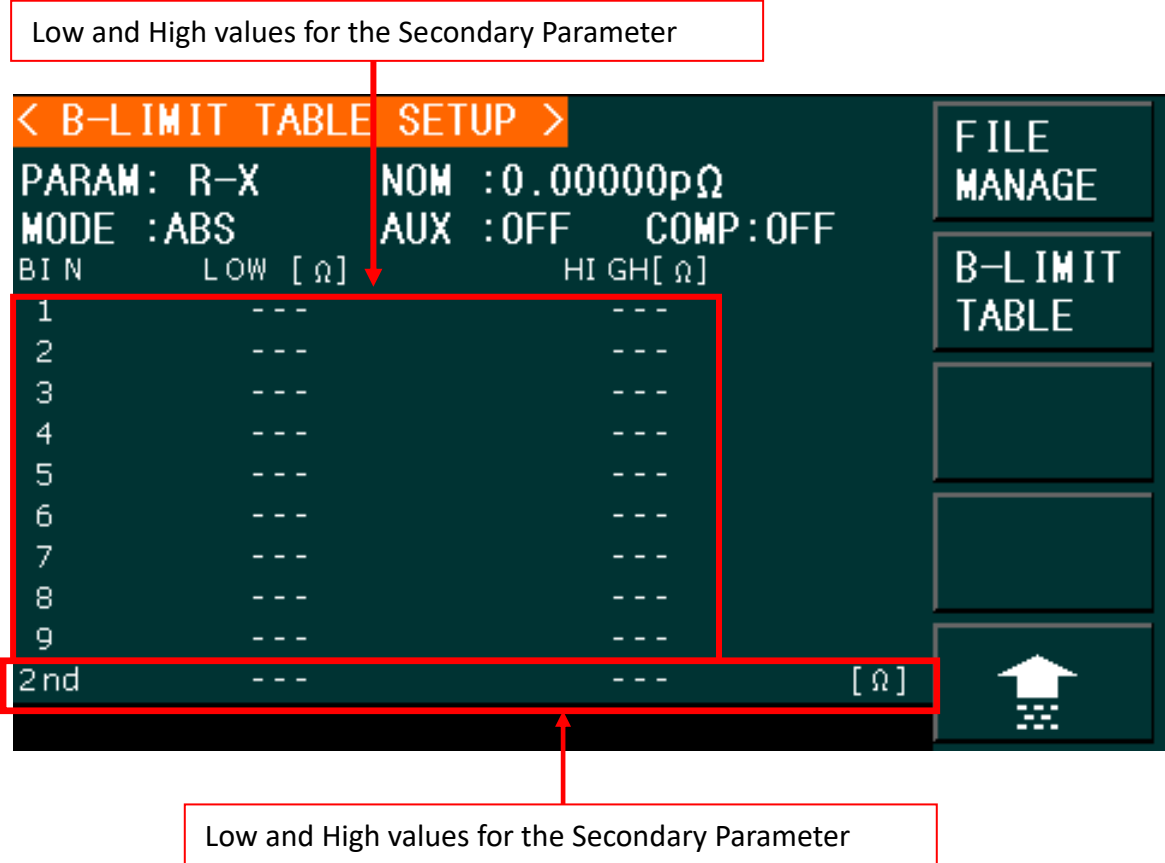 Low and High values for the Secondary Parameter
< B-LIMIT TABLE SETUP >
PARAM: R-X NOM :0.00000pΩ
MODE :ABS AUX :OFF COMP:OFF
BIN LOW [Ω] HIGH[Ω]
1 --- ---
2 --- ---
3 --- ---
4 --- ---
5 --- ---
6 --- ---
7 --- ---
8 --- ---
9 --- ---
2nd --- --- [Ω]
FILE
MANAGE
B-LIMIT
TABLE
Low and High values for the Secondary Parameter